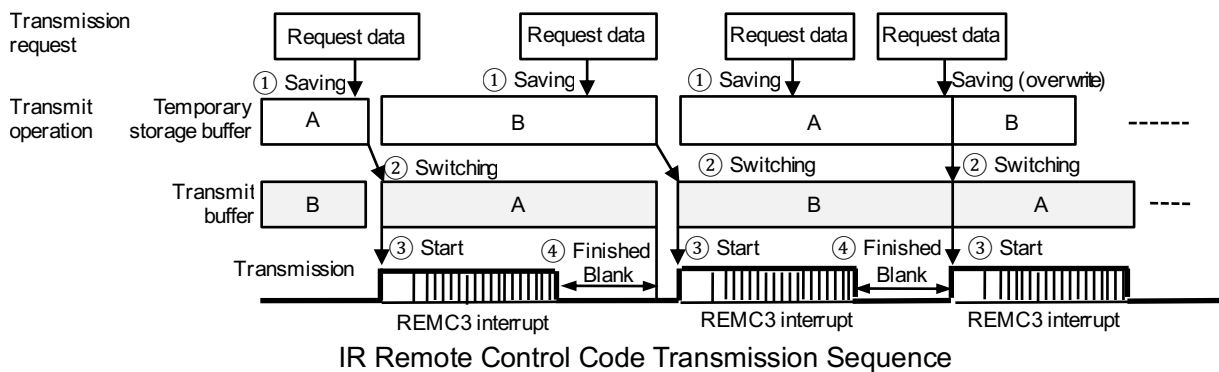 Transmission
request
Request data
Request data
Request data
Request data
① Saving
① Saving
① Saving
Saving (overwrite)
Transmit
operation
Temporary
storage buffer
A
B
A
B
② Switching
② Switching
② Switching
Transmit
buffer
B
A
B
A
③ Start
④ Finished
③ Start
④ Finished
③ Start
Transmission
Blank
Blank
REMC3 interrupt
REMC3 interrupt
REMC3 interrupt
IR Remote Control Code Transmission Sequence